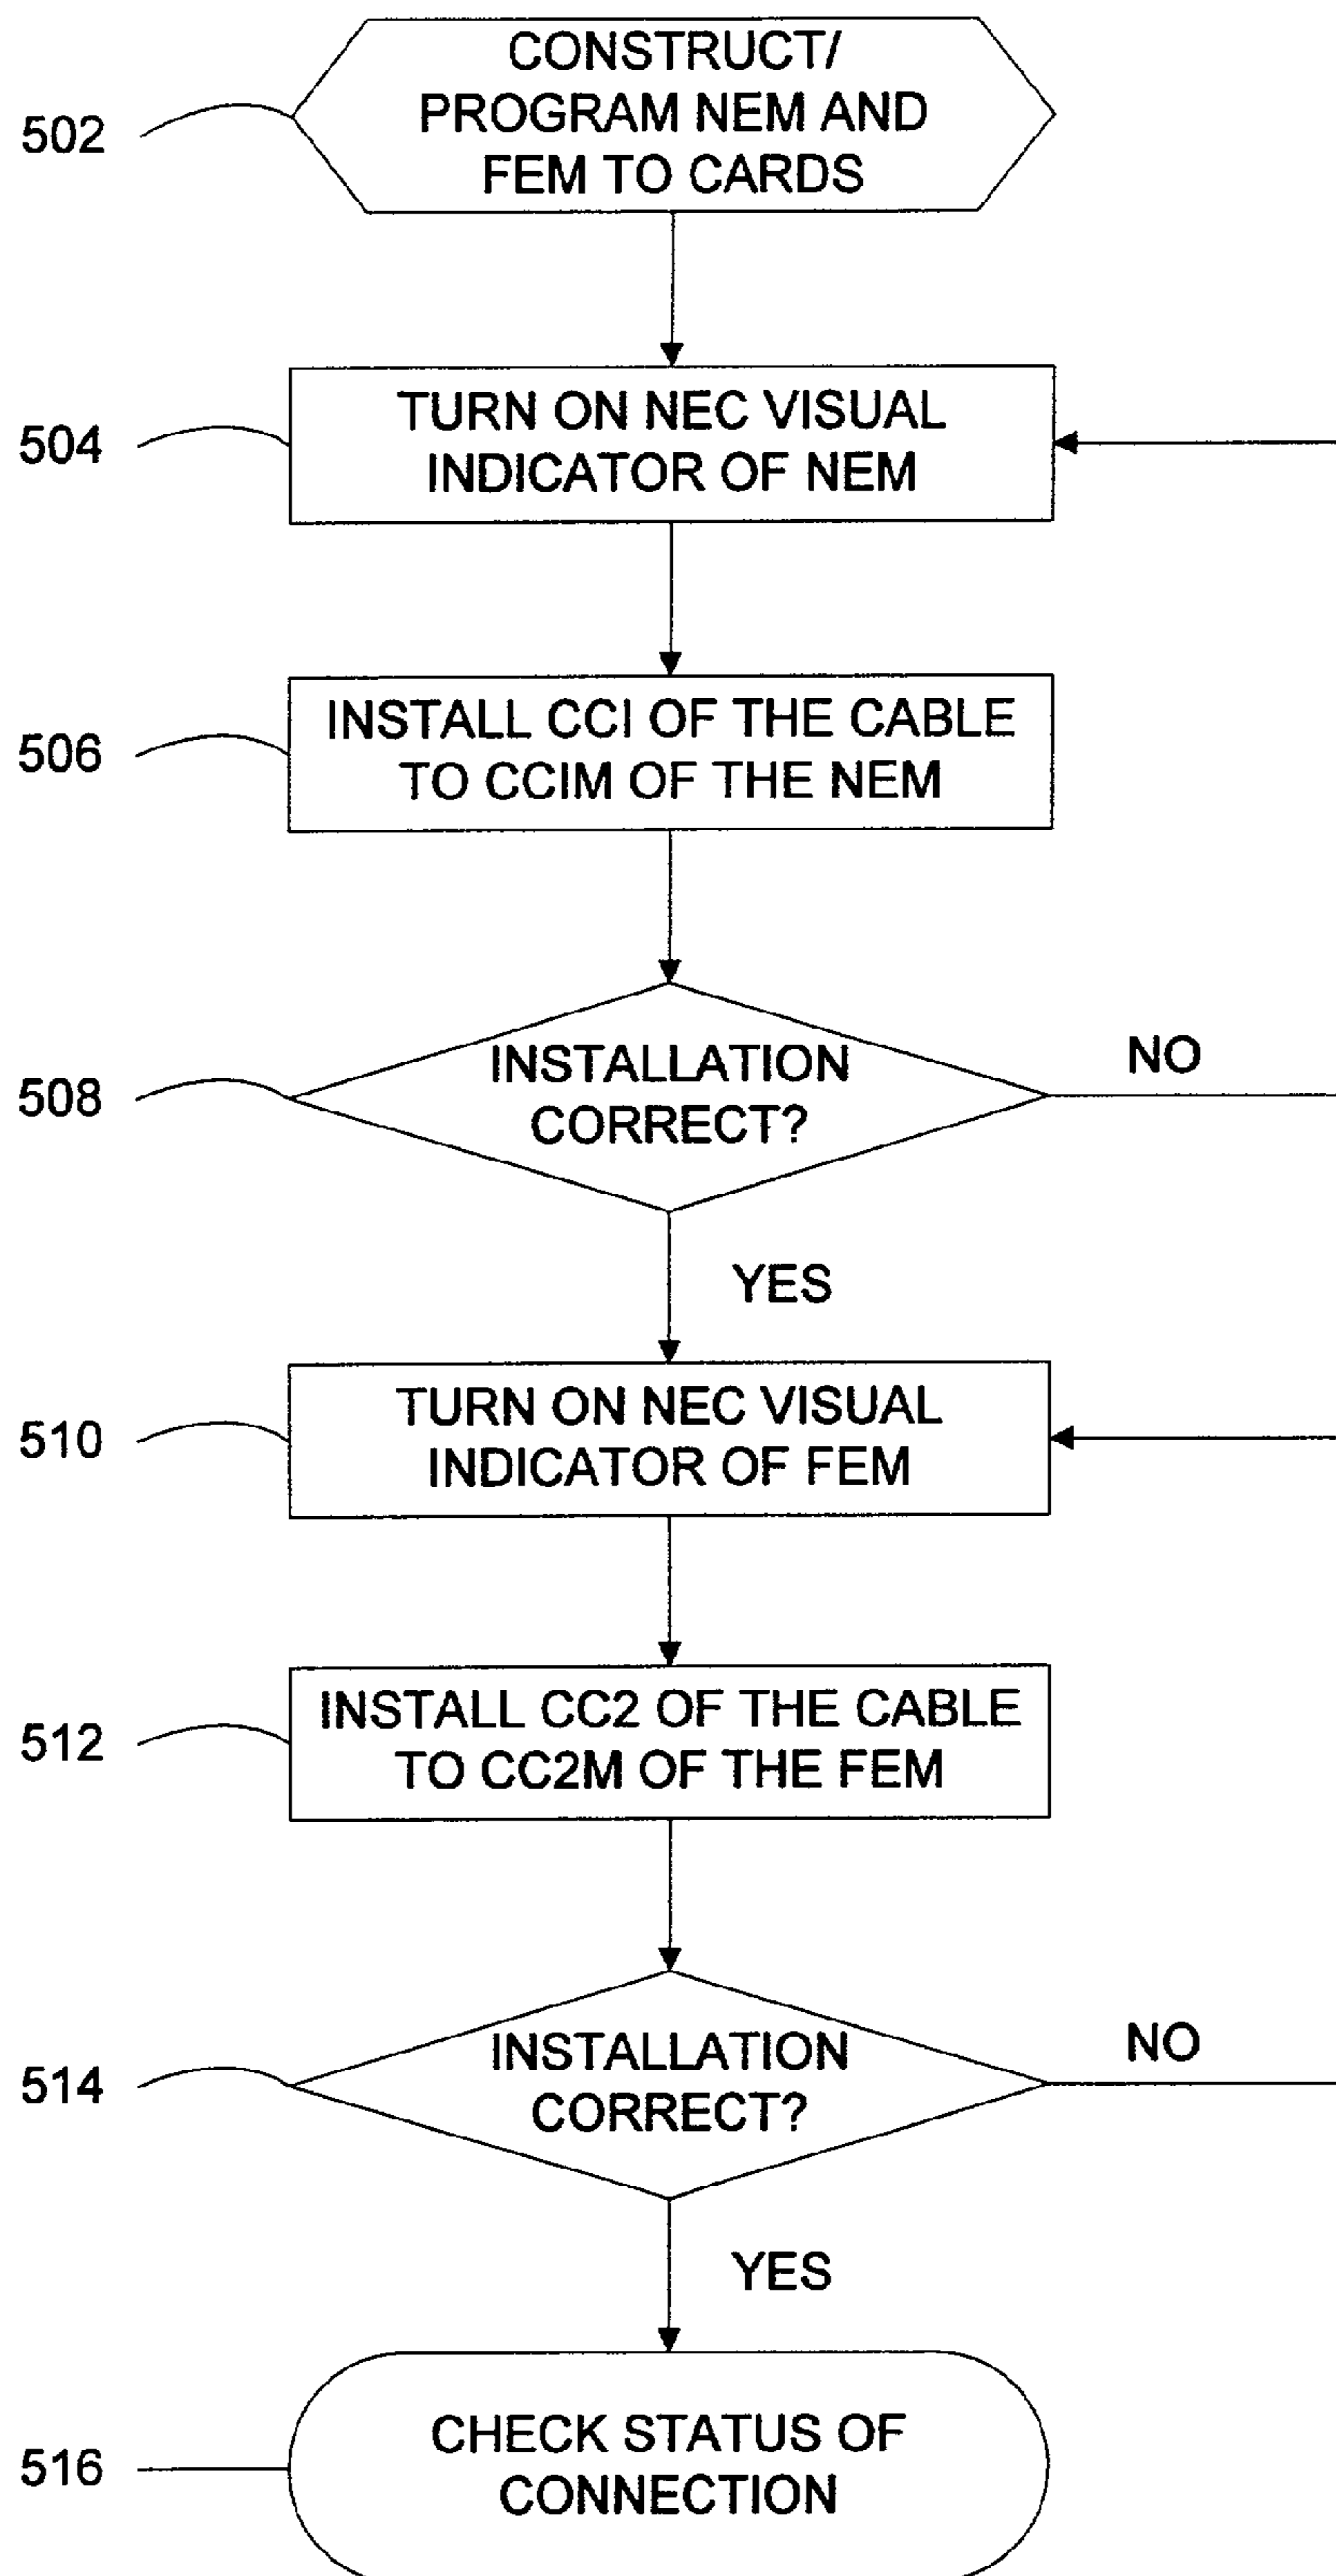 CONSTRUCT/
PROGRAM NEM AND
FEM TO CARDS
502
TURN ON NEC VISUAL
INDICATOR OF NEM
504
INSTALL CCI OF THE CABLE
TO CCIM OF THE NEM
506
INSTALLATION
CORRECT?
NO
508
YES
TURN ON NEC VISUAL
INDICATOR OF FEM
510
INSTALL CC2 OF THE CABLE
TO CC2M OF THE FEM
512
INSTALLATION
CORRECT?
NO
514
YES
CHECK STATUS OF
CONNECTION
516